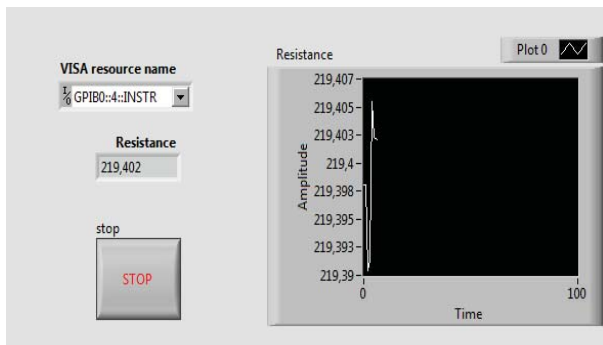 VISA resource name
I/O GPIB0::4::INSTR
Resistance
219,402
stop
STOP
Resistance
Plot 0
Amplitude
219,407
219,405
219,403
219,4
219,398
219,395
219,393
219,39
0
100
Time